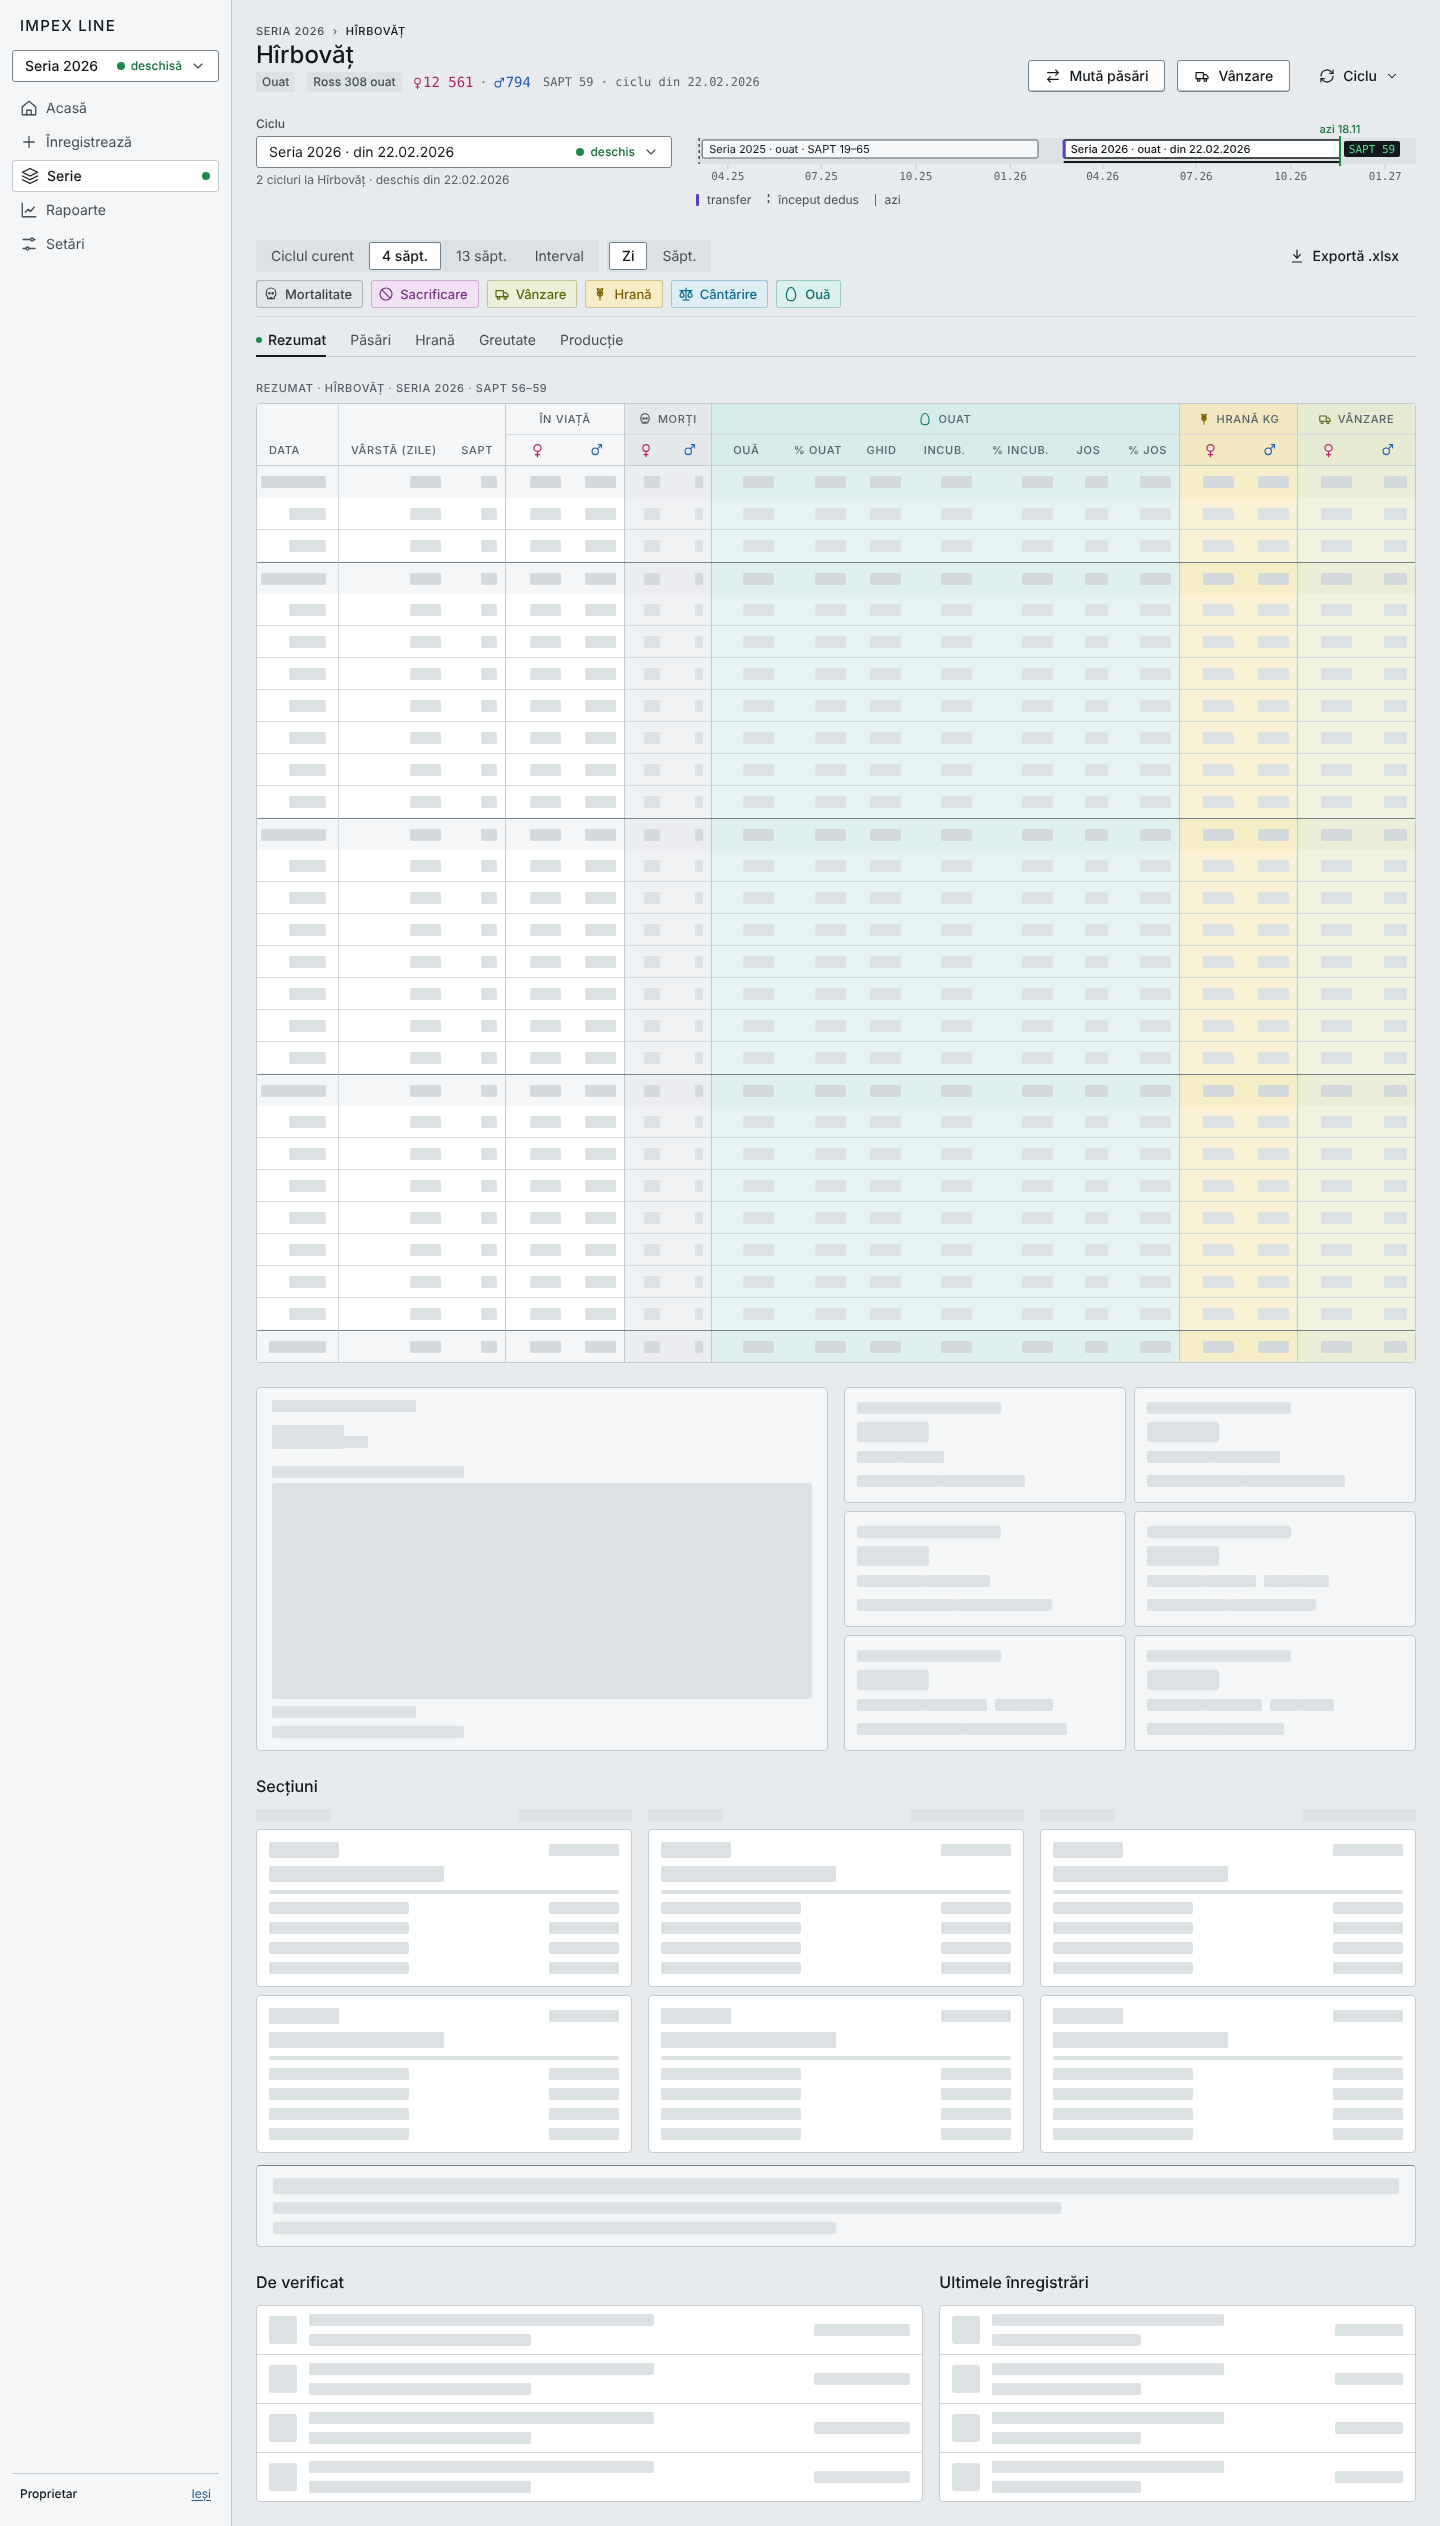 IMPEX LINE
Seria 2026 deschisă
Acasă
Înregistrează
Serie
Rapoarte
Setări
SERIA 2026 › HÎRBOVĂȚ
Hîrbovăț
Ouat Ross 308 ouat ♀12 561 · ♂794 SAPT 59 · ciclu din 22.02.2026
Mută păsări Vânzare Ciclu
Ciclu
Seria 2026 · din 22.02.2026 deschis
2 cicluri la Hîrbovăț · deschis din 22.02.2026
azi 18.11
Seria 2025 · ouat · SAPT 19–65 Seria 2026 · ouat · din 22.02.2026 SAPT 59
04.25 07.25 10.25 01.26 04.26 07.26 10.26 01.27
transfer început dedus azi
Ciclul curent 4 săpt. 13 săpt. Interval Zi Săpt. Exportă .xlsx
Mortalitate Sacrificare Vânzare Hrană Cântărire Ouă
Rezumat Păsări Hrană Greutate Producție
REZUMAT · HÎRBOVĂȚ · SERIA 2026 · SAPT 56–59
ÎN VIAȚĂ MORȚI OUAT HRANĂ KG VÂNZARE
DATA VÂRSTĂ (ZILE) SAPT ♀ ♂ ♀ ♂ OUĂ % OUAT GHID INCUB. % INCUB. JOS % JOS ♀ ♂ ♀ ♂
Secțiuni
De verificat Ultimele înregistrări
Proprietar Ieși